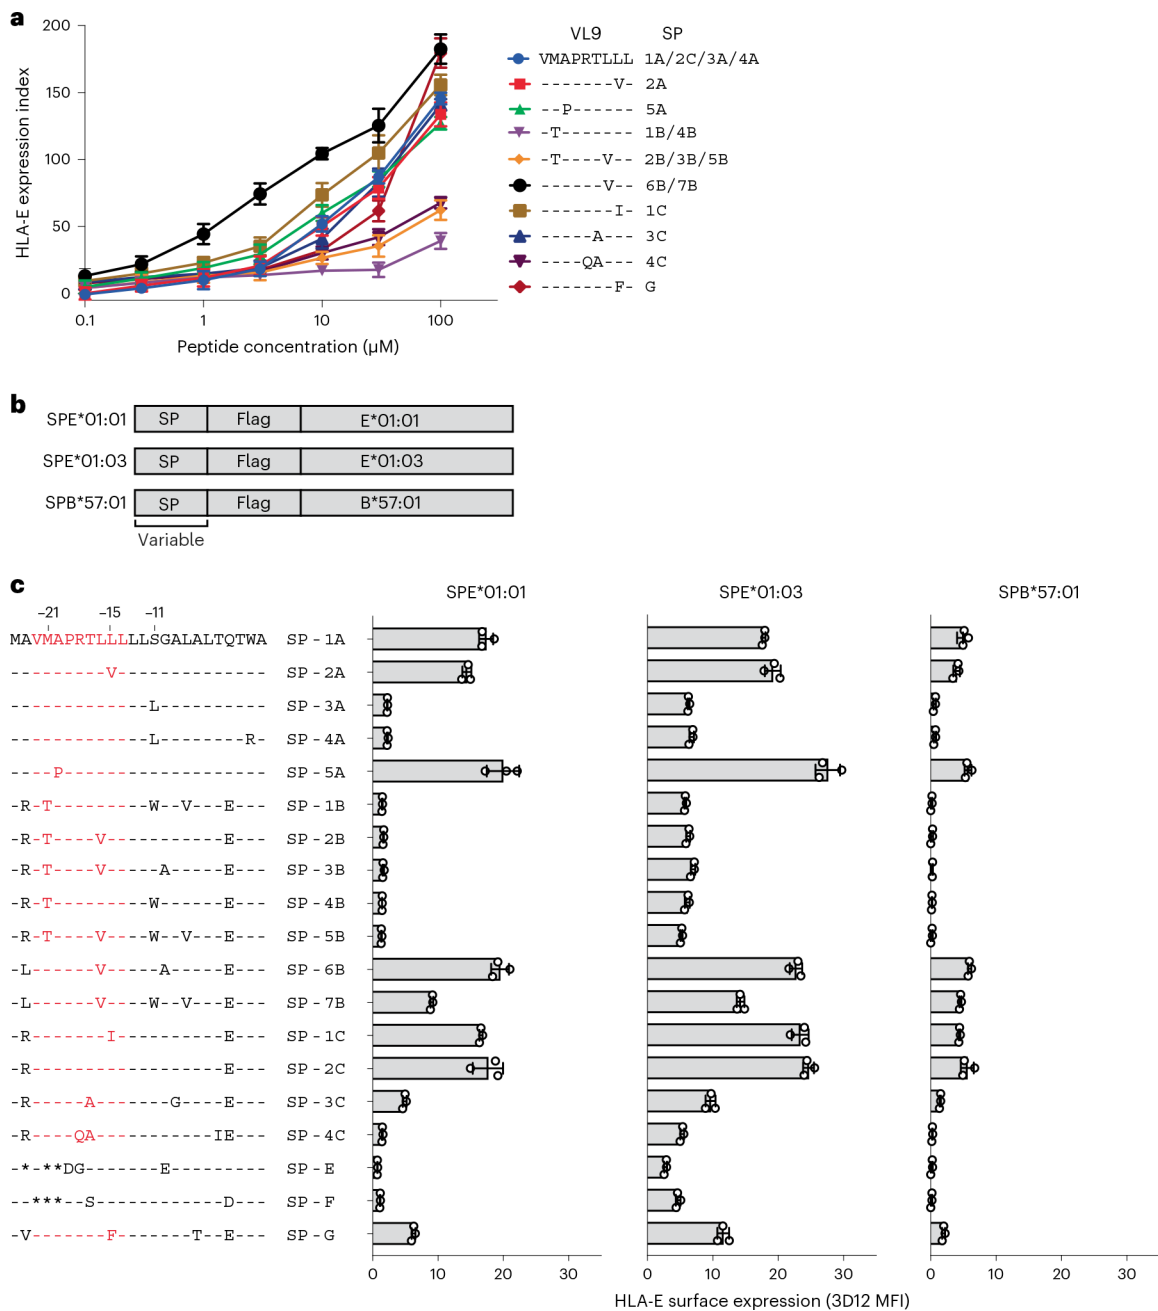 a
HLA-E expression index
200
150
100
50
0
0.1 1 10 100
Peptide concentration (µM)
VL9 SP
VMAPRTLLL 1A/2C/3A/4A
-------V- 2A
--P------ 5A
-T------- 1B/4B
-T----V-- 2B/3B/5B
------V-- 6B/7B
-------I- 1C
-----A--- 3C
----QA--- 4C
-------F- G
b
SPE*01:01 SP Flag E*01:01
SPE*01:03 SP Flag E*01:03
SPB*57:01 SP Flag B*57:01
Variable
c
SPE*01:01 SPE*01:03 SPB*57:01
–21 –15 –11
MAVMAPRTLLLLLSGALALTQTWA SP-1A
---------V-------------- SP-2A
-------------L---------- SP-3A
-------------L--------R- SP-4A
----P------------------- SP-5A
-R-T---------W--V---E--- SP-1B
-R-T----V-----------E--- SP-2B
-R-T----V-----A-----E--- SP-3B
-R-T---------W------E--- SP-4B
-R-T----V----W--V---E--- SP-5B
-L------V-----A-----E--- SP-6B
-L------V----W--V---E--- SP-7B
-R-------I----------E--- SP-1C
-R------------------E--- SP-2C
-R-----A-------G----E--- SP-3C
-R----QA-----------IE--- SP-4C
-*-**DG-------E--------- SP-E
--***--S------------D--- SP-F
-V-------F-------T--E--- SP-G
0 10 20 30 0 10 20 30 0 10 20 30
HLA-E surface expression (3D12 MFI)